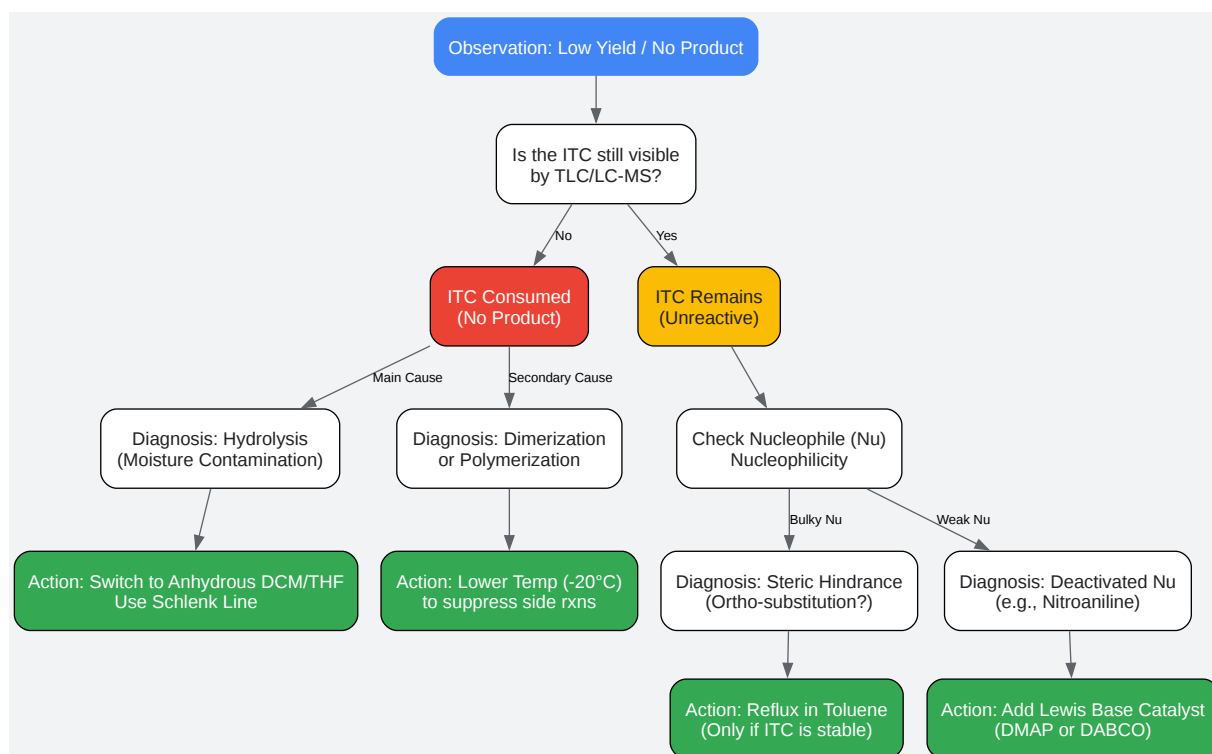 Observation: Low Yield / No Product
Is the ITC still visible
by TLC/LC-MS?
No
Yes
ITC Consumed
(No Product)
ITC Remains
(Unreactive)
Main Cause
Secondary Cause
Diagnosis: Hydrolysis
(Moisture Contamination)
Diagnosis: Dimerization
or Polymerization
Check Nucleophile (Nu)
Nucleophilicity
Bulky Nu
Weak Nu
Action: Switch to Anhydrous DCM/THF
Use Schlenk Line
Action: Lower Temp (-20°C)
to suppress side rxns
Diagnosis: Steric Hindrance
(Ortho-substitution?)
Diagnosis: Deactivated Nu
(e.g., Nitroaniline)
Action: Reflux in Toluene
(Only if ITC is stable)
Action: Add Lewis Base Catalyst
(DMAP or DABCO)